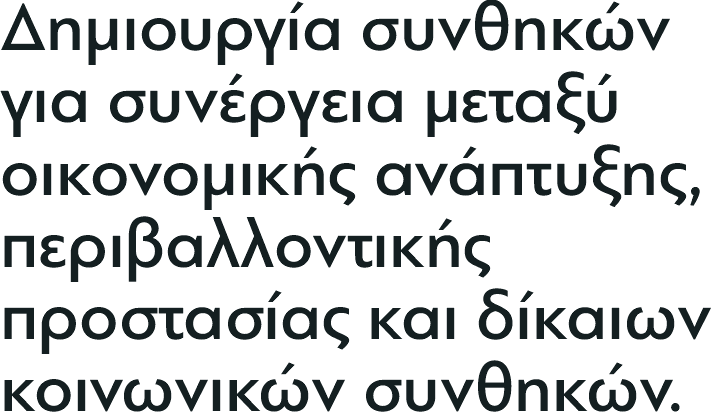 Δημιουργία συνθηκών
για συνέργεια μεταξύ
οικονομικής ανάπτυξης,
περιβαλλοντικής
προστασίας και δίκαιων
κοινωνικών συνθηκών.